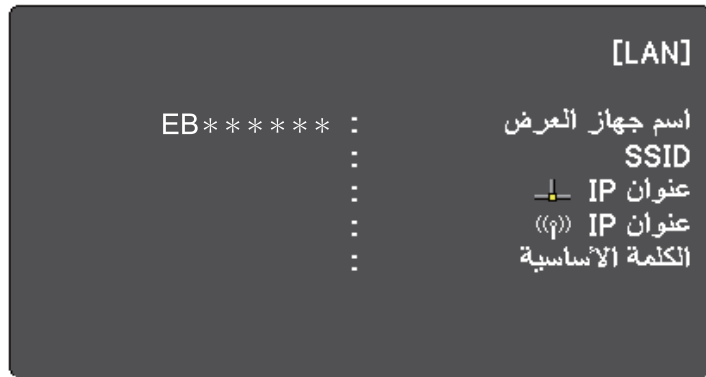 [LAN]
اسم جهاز العرض : EB∗∗∗∗∗∗
SSID :
عنوان IP :
عنوان IP :
الكلمة الأساسية :